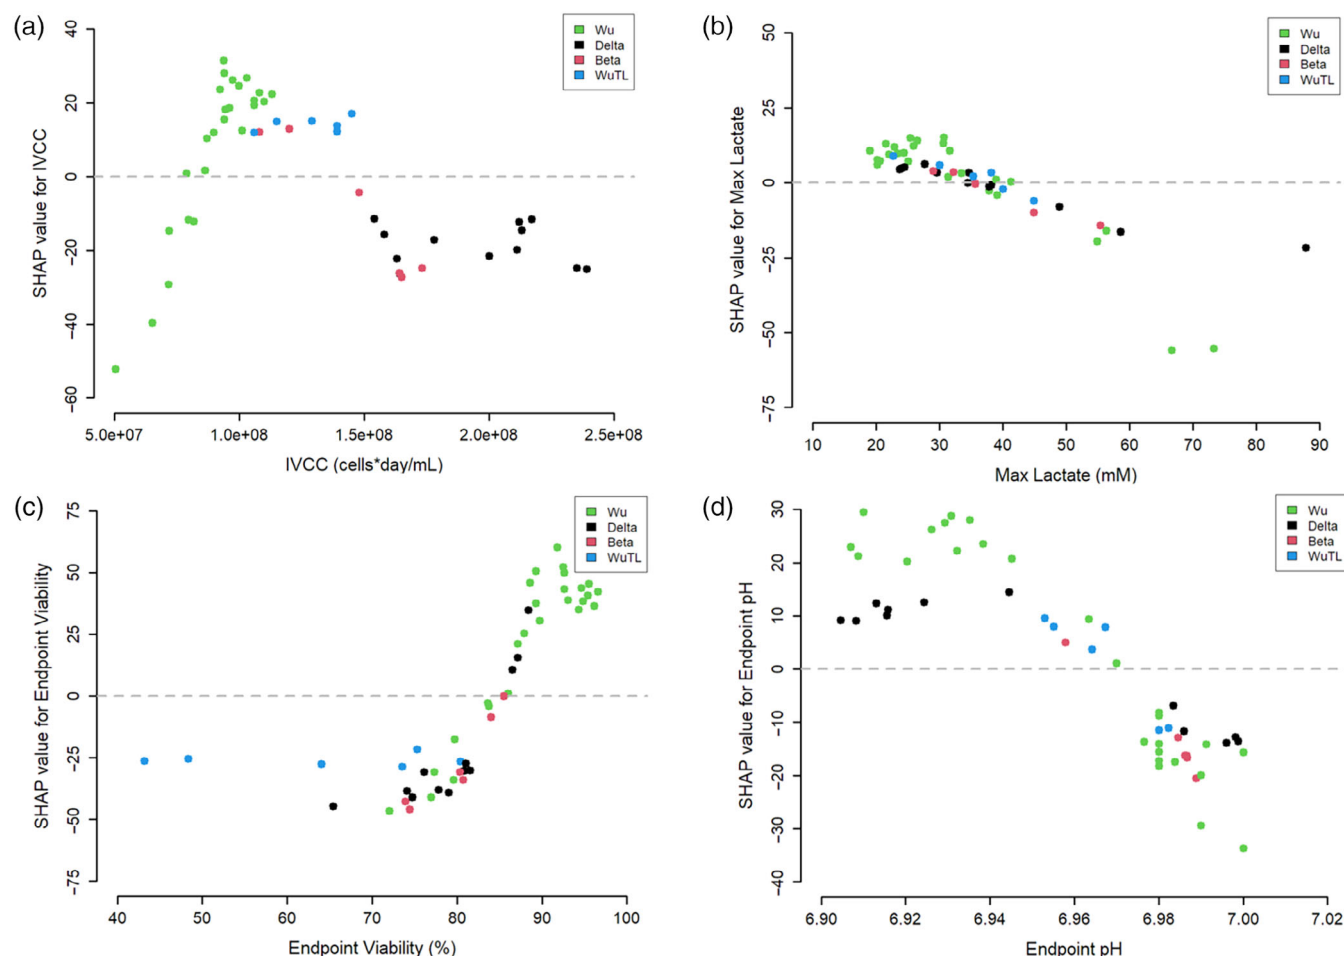 (a)
40
20
0
−20
−40
−60
SHAP value for IVCC
5.0e+07 1.0e+08 1.5e+08 2.0e+08 2.5e+08
IVCC (cells*day/mL)
Wu
Delta
Beta
WuTL
(b)
50
25
0
−25
−50
−75
SHAP value for Max Lactate
10 20 30 40 50 60 70 80 90
Max Lactate (mM)
Wu
Delta
Beta
WuTL
(c)
75
50
25
0
−25
−50
−75
SHAP value for Endpoint Viability
40 50 60 70 80 90 100
Endpoint Viability (%)
Wu
Delta
Beta
WuTL
(d)
30
20
10
0
−10
−20
−30
−40
SHAP value for Endpoint pH
6.90 6.92 6.94 6.96 6.98 7.00 7.02
Endpoint pH
Wu
Delta
Beta
WuTL